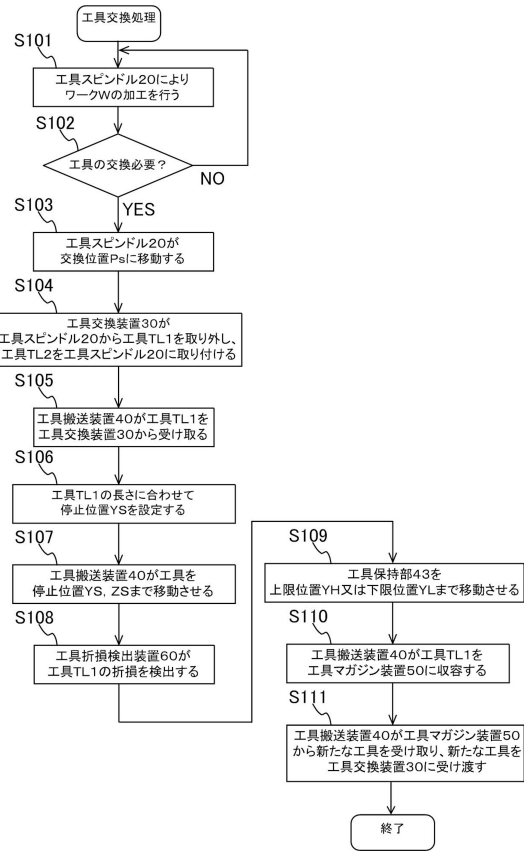 工具交換処理
S101
工具スピンドル20により
ワークWの加工を行う
S102
工具の交換必要？
NO
YES
S103
工具スピンドル20が
交換位置Psに移動する
S104
工具交換装置30が
工具スピンドル20から工具TL1を取り外し、
工具TL2を工具スピンドル20に取り付ける
S105
工具搬送装置40が工具TL1を
工具交換装置30から受け取る
S106
工具TL1の長さに合わせて
停止位置YSを設定する
S107
工具搬送装置40が工具を
停止位置YS, ZSまで移動させる
S108
工具折損検出装置60が
工具TL1の折損を検出する
S109
工具保持部43を
上限位置YH又は下限位置YLまで移動させる
S110
工具搬送装置40が工具TL1を
工具マガジン装置50に収容する
S111
工具搬送装置40が工具マガジン装置50
から新たな工具を受け取り、新たな工具を
工具交換装置30に受け渡す
終了